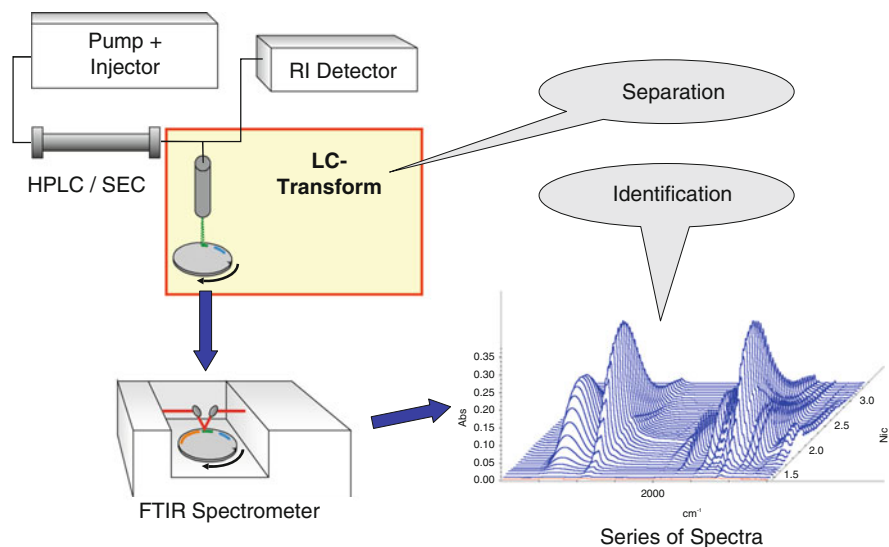 Pump +
Injector
RI Detector
Separation
LC-
Transform
HPLC / SEC
Identification
0.35
0.30
0.25
0.20
0.15
0.10
0.05
0.00
Abs
3.0
2.5
2.0
1.5
Nic
2000
cm-1
FTIR Spectrometer
Series of Spectra